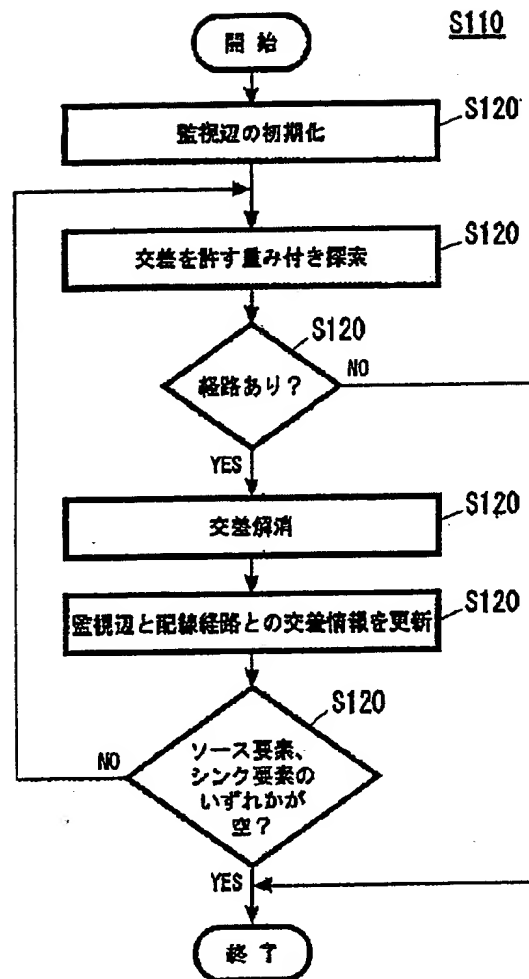 S110
開始
S120
監視辺の初期化
S120
交差を許す重み付き探索
S120
経路あり？
NO
YES
S120
交差解消
S120
監視辺と配線経路との交差情報を更新
S120
ソース要素、
シンク要素の
いずれかが
空？
NO
YES
終了